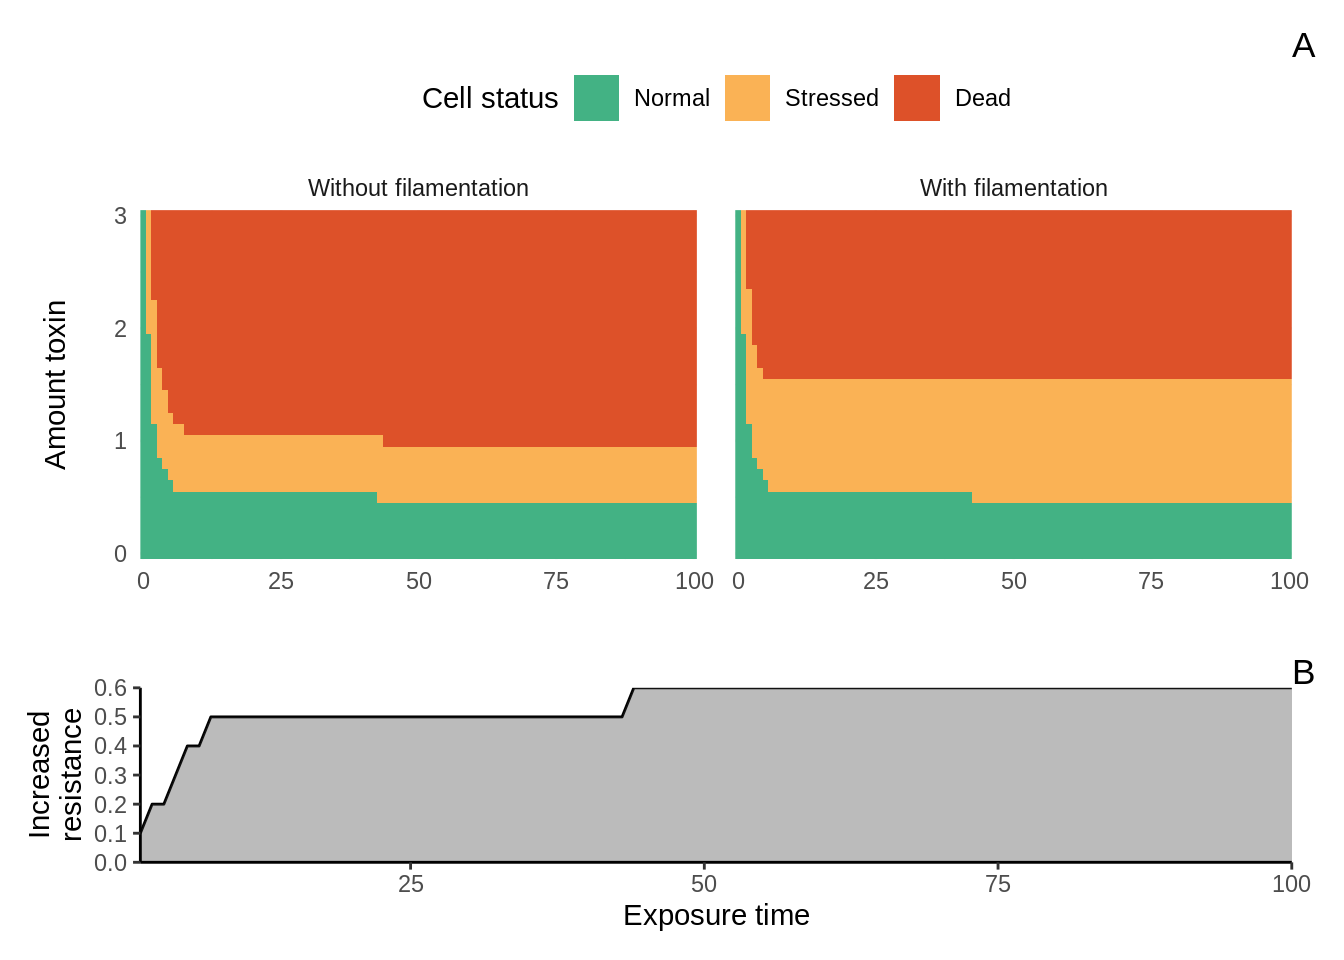 A
Cell status Normal Stressed Dead
Without filamentation With filamentation
3
2
1
0
Amount toxin
0 25 50 75 100 0 25 50 75 100
B
0.6
0.5
0.4
0.3
0.2
0.1
0.0
Increased
resistance
25 50 75 100
Exposure time